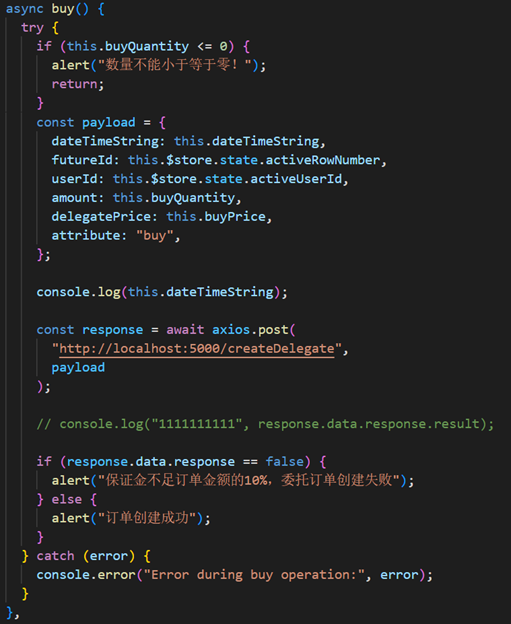 async buy() {
try {
if (this.buyQuantity <= 0) {
alert("数量不能小于等于零！");
return;
}
const payload = {
dateTimeString: this.dateTimeString,
futureId: this.$store.state.activeRowNumber,
userId: this.$store.state.activeUserId,
amount: this.buyQuantity,
delegatePrice: this.buyPrice,
attribute: "buy",
};
console.log(this.dateTimeString);
const response = await axios.post(
"http://localhost:5000/createDelegate",
payload
);
// console.log("1111111111", response.data.response.result);
if (response.data.response == false) {
alert("保证金不足订单金额的10%，委托订单创建失败");
} else {
alert("订单创建成功");
}
} catch (error) {
console.error("Error during buy operation:", error);
}
},